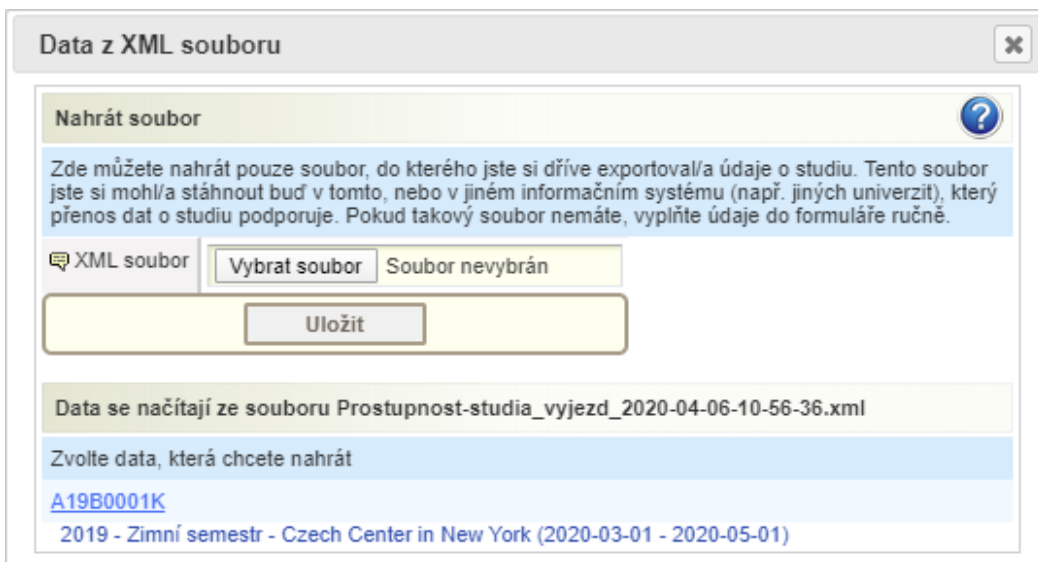 Data z XML souboru
Nahrát soubor
Zde můžete nahrát pouze soubor, do kterého jste si dříve exportoval/a údaje o studiu. Tento soubor
jste si mohl/a stáhnout buď v tomto, nebo v jiném informačním systému (např. jiných univerzit), který
přenos dat o studiu podporuje. Pokud takový soubor nemáte, vyplňte údaje do formuláře ručně.
XML soubor Vybrat soubor Soubor nevybrán
Uložit
Data se načítají ze souboru Prostupnost-studia_vyjezd_2020-04-06-10-56-36.xml
Zvolte data, která chcete nahrát
A19B0001K
2019 - Zimní semestr - Czech Center in New York (2020-03-01 - 2020-05-01)